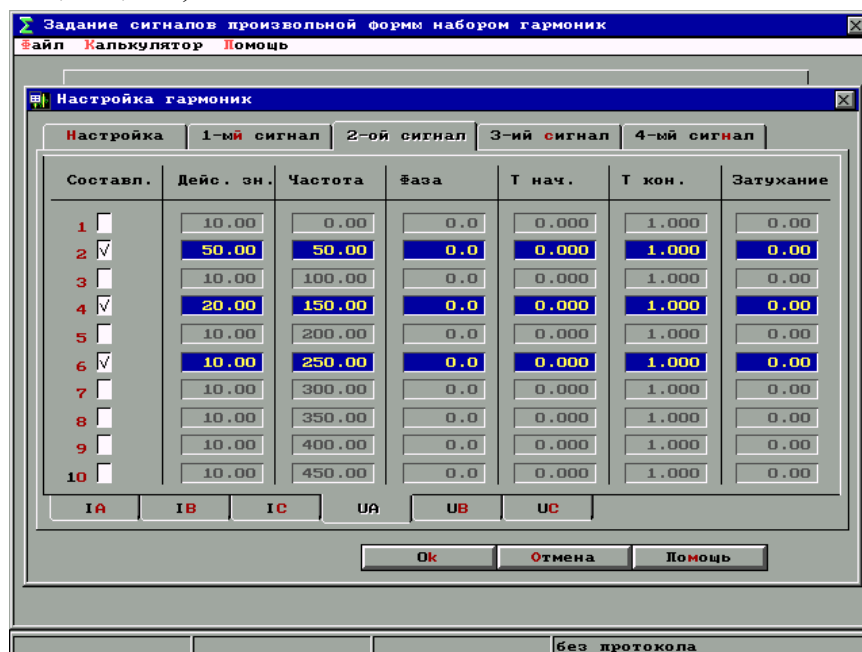 Задание сигналов произвольной формы набором гармоник
Файл Калькулятор Помощь
Настройка гармоник
Настройка 1-ый сигнал 2-ой сигнал 3-ий сигнал 4-ый сигнал
Составл. Дейс. зн. Частота Фаза Т нач. Т кон. Затухание
1 10.00 0.00 0.0 0.000 1.000 0.00
2 √ 50.00 50.00 0.0 0.000 1.000 0.00
3 10.00 100.00 0.0 0.000 1.000 0.00
4 √ 20.00 150.00 0.0 0.000 1.000 0.00
5 10.00 200.00 0.0 0.000 1.000 0.00
6 √ 10.00 250.00 0.0 0.000 1.000 0.00
7 10.00 300.00 0.0 0.000 1.000 0.00
8 10.00 350.00 0.0 0.000 1.000 0.00
9 10.00 400.00 0.0 0.000 1.000 0.00
10 10.00 450.00 0.0 0.000 1.000 0.00
IA IB IC UA UB UC
Ok Отмена Помощь
без протокола